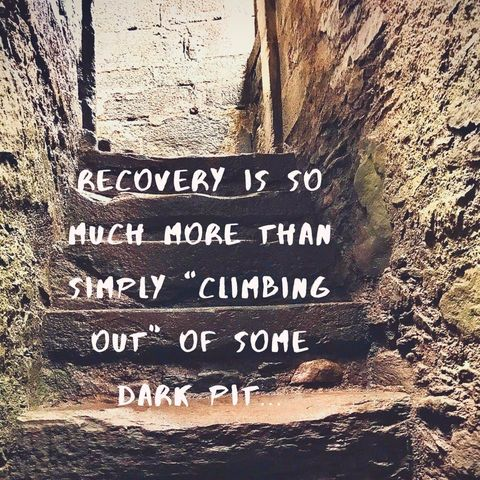 RECOVERY IS SO
MUCH MORE THAN
SIMPLY "CLIMBING
OUT" OF SOME
DARK PIT...